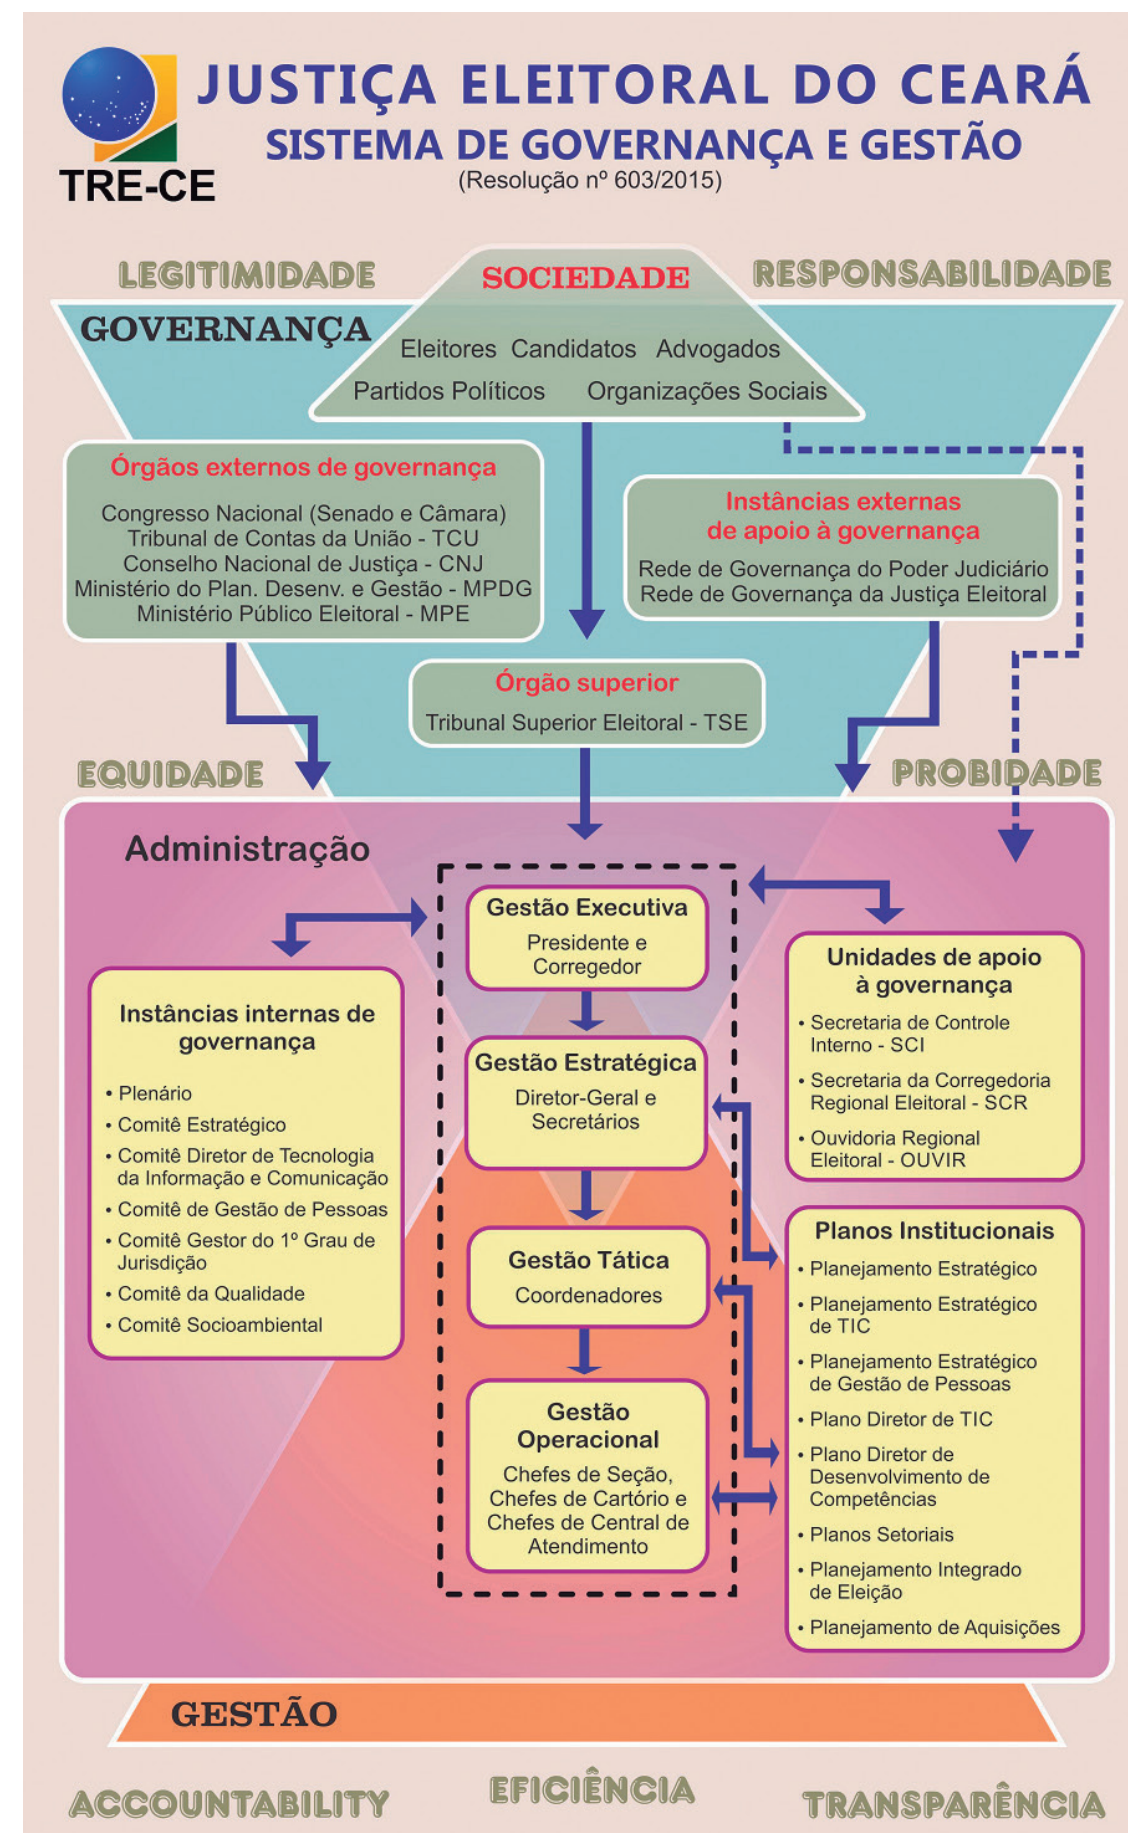 JUSTIÇA ELEITORAL DO CEARÁ
SISTEMA DE GOVERNANÇA E GESTÃO
(Resolução nº 603/2015)
TRE-CE
LEGITIMIDADE
RESPONSABILIDADE
SOCIEDADE
GOVERNANÇA
Eleitores Candidatos Advogados
Partidos Políticos Organizações Sociais
Órgãos externos de governança
Congresso Nacional (Senado e Câmara)
Tribunal de Contas da União - TCU
Conselho Nacional de Justiça - CNJ
Ministério do Plan. Desenv. e Gestão - MPDG
Ministério Público Eleitoral - MPE
Instâncias externas
de apoio à governança
Rede de Governança do Poder Judiciário
Rede de Governança da Justiça Eleitoral
Órgão superior
Tribunal Superior Eleitoral - TSE
EQUIDADE
PROBIDADE
Administração
Gestão Executiva
Presidente e
Corregedor
Gestão Estratégica
Diretor-Geral e
Secretários
Gestão Tática
Coordenadores
Gestão
Operacional
Chefes de Seção,
Chefes de Cartório e
Chefes de Central de
Atendimento
Instâncias internas de
governança
• Plenário
• Comitê Estratégico
• Comitê Diretor de Tecnologia
da Informação e Comunicação
• Comitê de Gestão de Pessoas
• Comitê Gestor do 1º Grau de
Jurisdição
• Comitê da Qualidade
• Comitê Socioambiental
Unidades de apoio
à governança
• Secretaria de Controle
Interno - SCI
• Secretaria da Corregedoria
Regional Eleitoral - SCR
• Ouvidoria Regional
Eleitoral - OUVIR
Planos Institucionais
• Planejamento Estratégico
• Planejamento Estratégico
de TIC
• Planejamento Estratégico
de Gestão de Pessoas
• Plano Diretor de TIC
• Plano Diretor de
Desenvolvimento de
Competências
• Planos Setoriais
• Planejamento Integrado
de Eleição
• Planejamento de Aquisições
GESTÃO
ACCOUNTABILITY
EFICIÊNCIA
TRANSPARÊNCIA